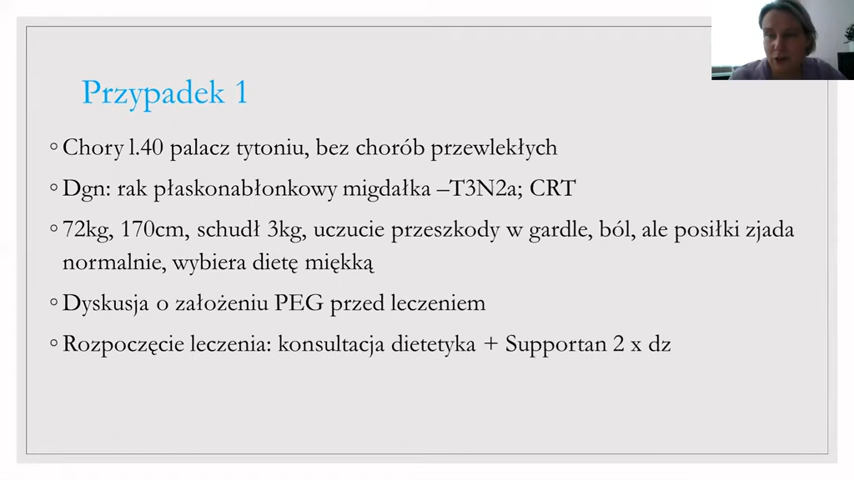 Przypadek 1
◦ Chory l.40 palacz tytoniu, bez chorób przewlekłych
◦ Dgn: rak płaskonabłonkowy migdałka –T3N2a; CRT
◦ 72kg, 170cm, schudł 3kg, uczucie przeszkody w gardle, ból, ale posiłki zjada
normalnie, wybiera dietę miękką
◦ Dyskusja o założeniu PEG przed leczeniem
◦ Rozpoczęcie leczenia: konsultacja dietetyka + Supportan 2 x dz